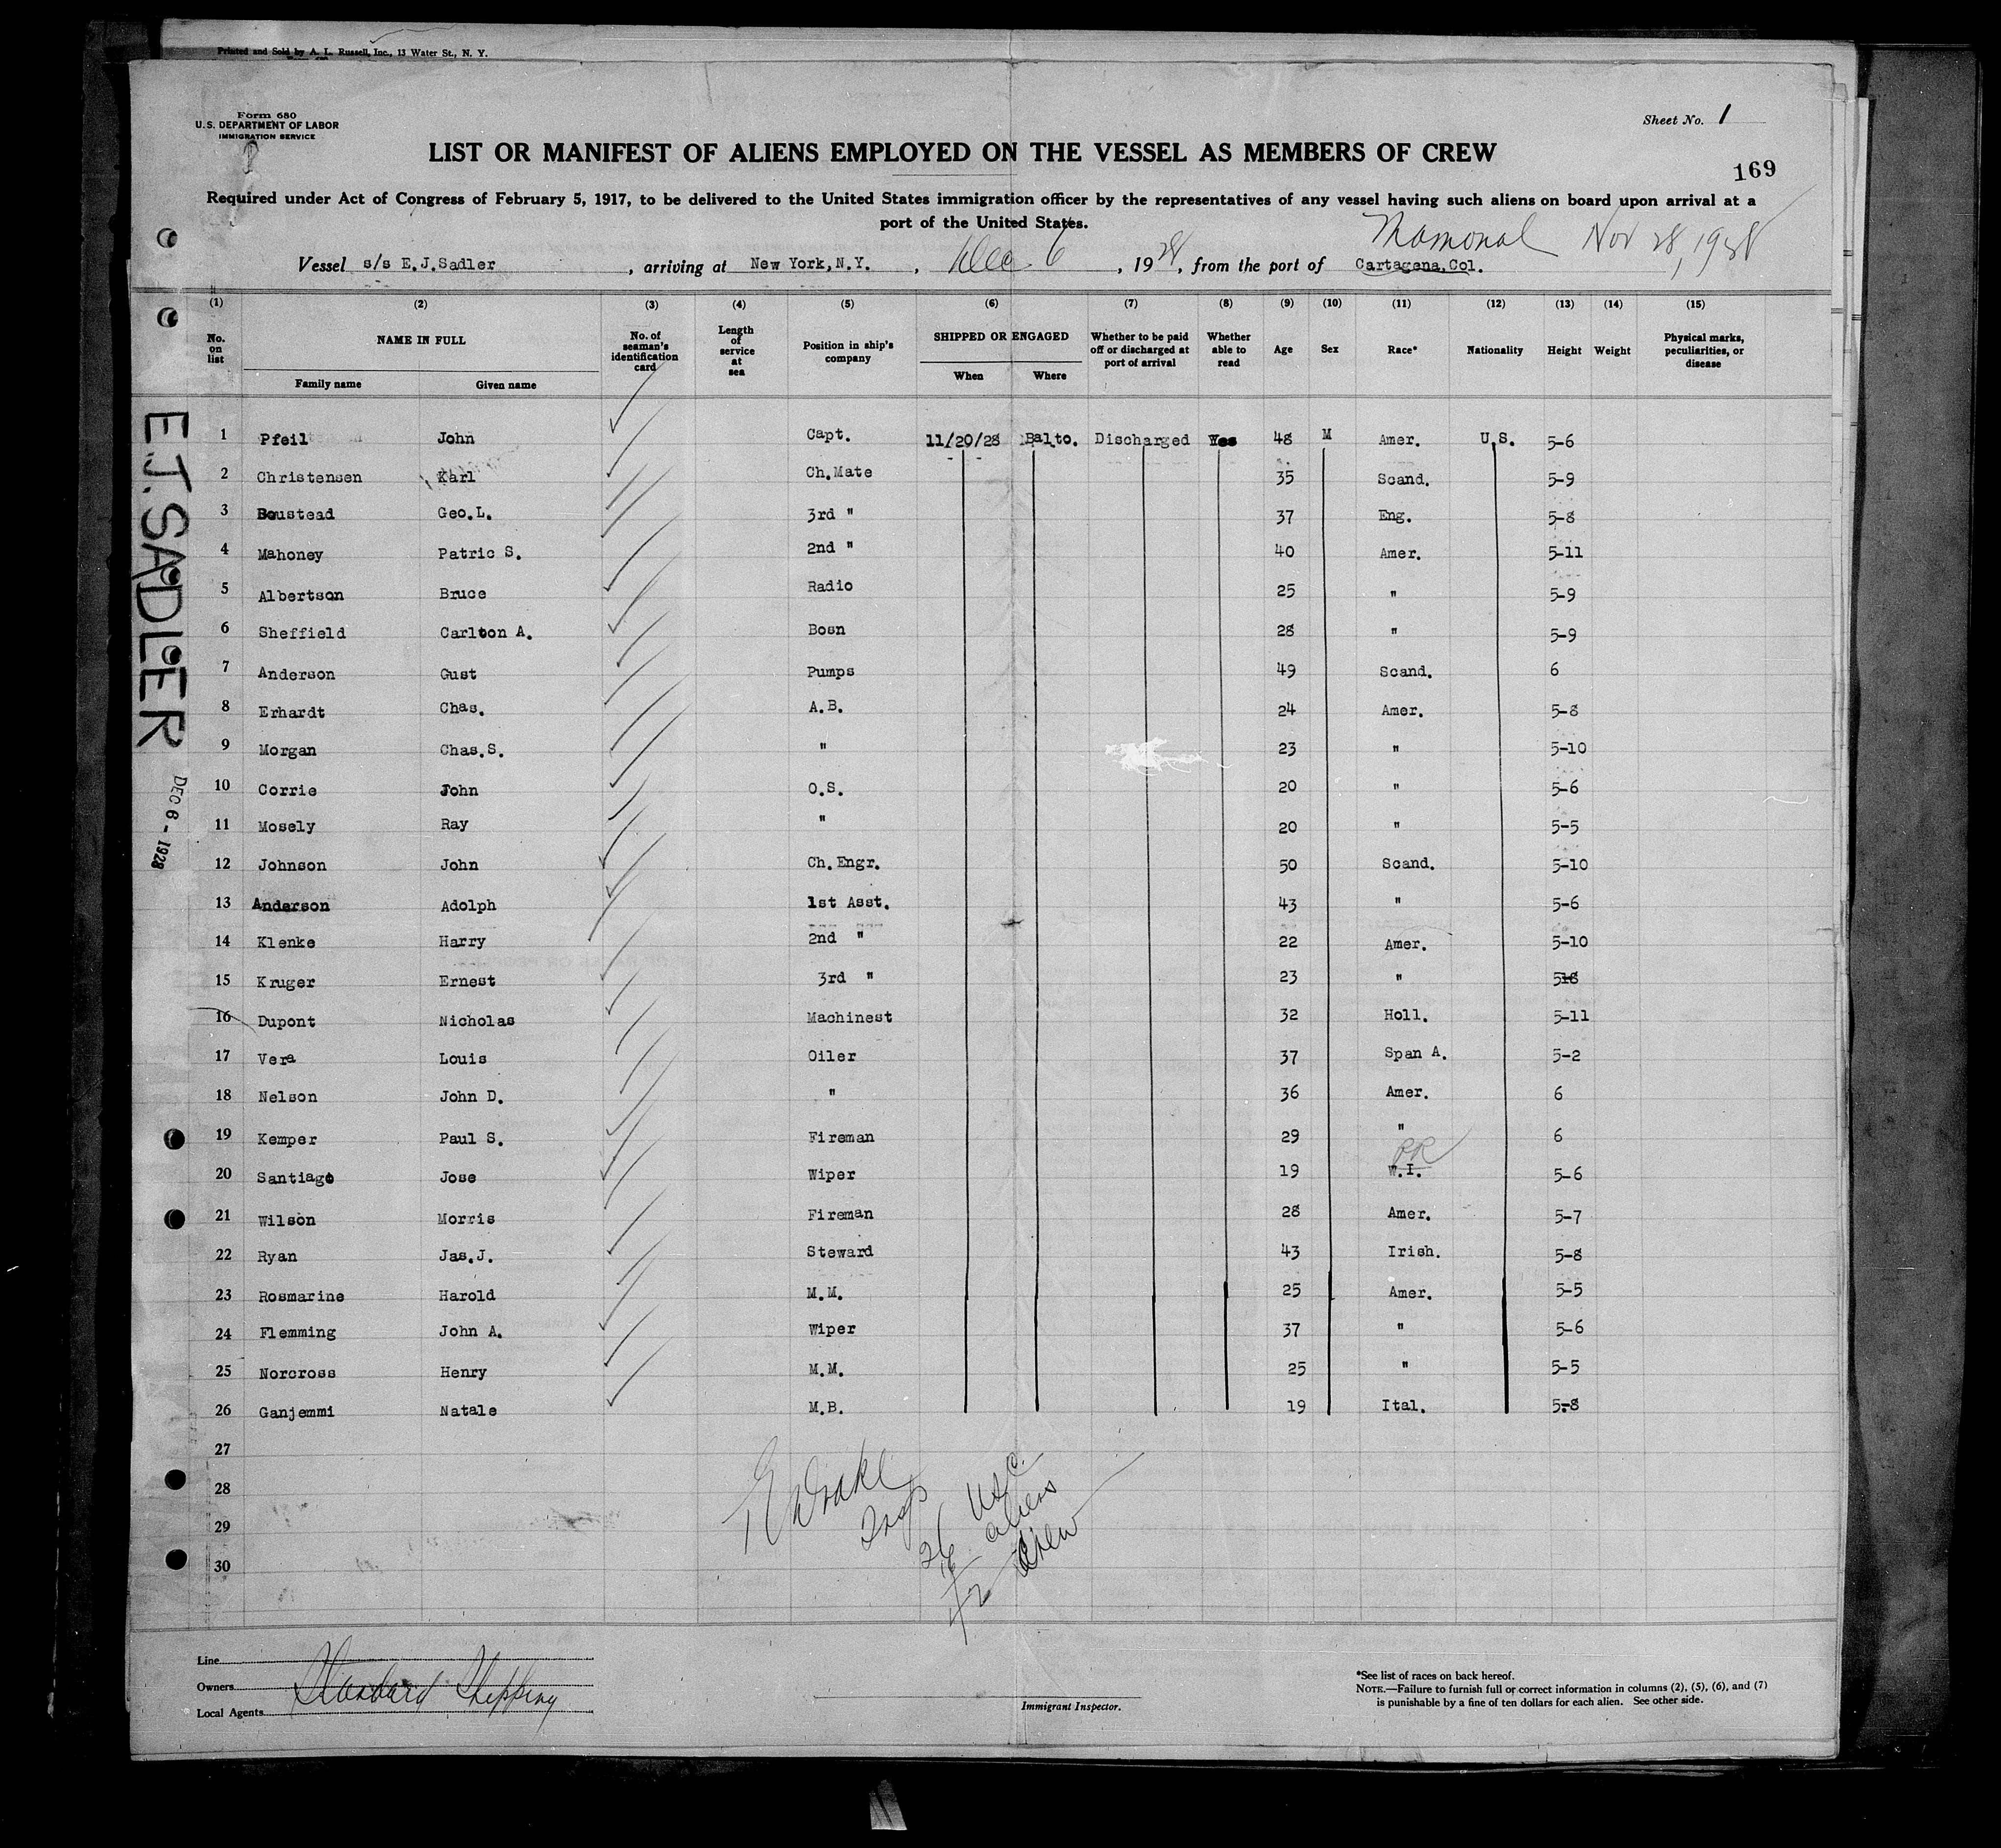 Printed and Sold by A. L. Russell, Inc., 13 Water St., N. Y.
Form 680
U.S. DEPARTMENT OF LABOR
IMMIGRATION SERVICE
Sheet No. 1
LIST OR MANIFEST OF ALIENS EMPLOYED ON THE VESSEL AS MEMBERS OF CREW
169
Required under Act of Congress of February 5, 1917, to be delivered to the United States immigration officer by the representatives of any vessel having such aliens on board upon arrival at a
port of the United States.
Mamonal Nov 28, 1928
Vessel s/s E.J.Sadler, arriving at New York,N.Y., Dec 6, 1928, from the port of Cartagena,Col.
(1) (2) (3) (4) (5) (6) (7) (8) (9) (10) (11) (12) (13) (14) (15)
No. on list NAME IN FULL No. of seaman's identification card Length of service at sea Position in ship's company SHIPPED OR ENGAGED Whether to be paid off or discharged at port of arrival Whether able to read Age Sex Race* Nationality Height Weight Physical marks, peculiarities, or disease
Family name Given name When Where
1 Pfeil John Capt. 11/20/28 Balto. Discharged Yes 48 M Amer. U.S. 5-6
2 Christensen Karl Ch.Mate 35 Scand. 5-9
3 Boustead Geo.L. 3rd " 37 Eng. 5-8
4 Mahoney Patric S. 2nd " 40 Amer. 5-11
5 Albertson Bruce Radio 25 " 5-9
6 Sheffield Carlton A. Bosn 28 " 5-9
7 Anderson Gust Pumps 49 Scand. 6
8 Erhardt Chas. A.B. 24 Amer. 5-8
9 Morgan Chas.S. " 23 " 5-10
10 Corrie John O.S. 20 " 5-6
11 Mosely Ray " 20 " 5-5
12 Johnson John Ch.Engr. 50 Scand. 5-10
13 Anderson Adolph 1st Asst. 43 " 5-6
14 Klenke Harry 2nd " 22 Amer. 5-10
15 Kruger Ernest 3rd " 23 "
16 Dupont Nicholas Machinest 32 Holl. 5-11
17 Vera Louis Oiler 37 Span A. 5-2
18 Nelson John D. " 36 Amer. 6
19 Kemper Paul S. Fireman 29 " 6
PR
20 Santiago Jose Wiper 19 W.I. 5-6
21 Wilson Morris Fireman 28 Amer. 5-7
22 Ryan Jas.J. Steward 43 Irish. 5-8
23 Rosmarine Harold M.M. 25 Amer. 5-5
24 Flemming John A. Wiper 37 " 5-6
25 Norcross Henry M.M. 25 " 5-5
26 Ganjemmi Natale M.B. 19 Ital. 5-8
27
28
29
30
E.J. SADLER
DEC 6 - 1928
Drake
Insp
26 USC
16 aliens
42 Crew
Line
Owners Standard Shipping
Local Agents
Immigrant Inspector.
*See list of races on back hereof.
NOTE.—Failure to furnish full or correct information in columns (2), (5), (6), and (7)
is punishable by a fine of ten dollars for each alien. See other side.